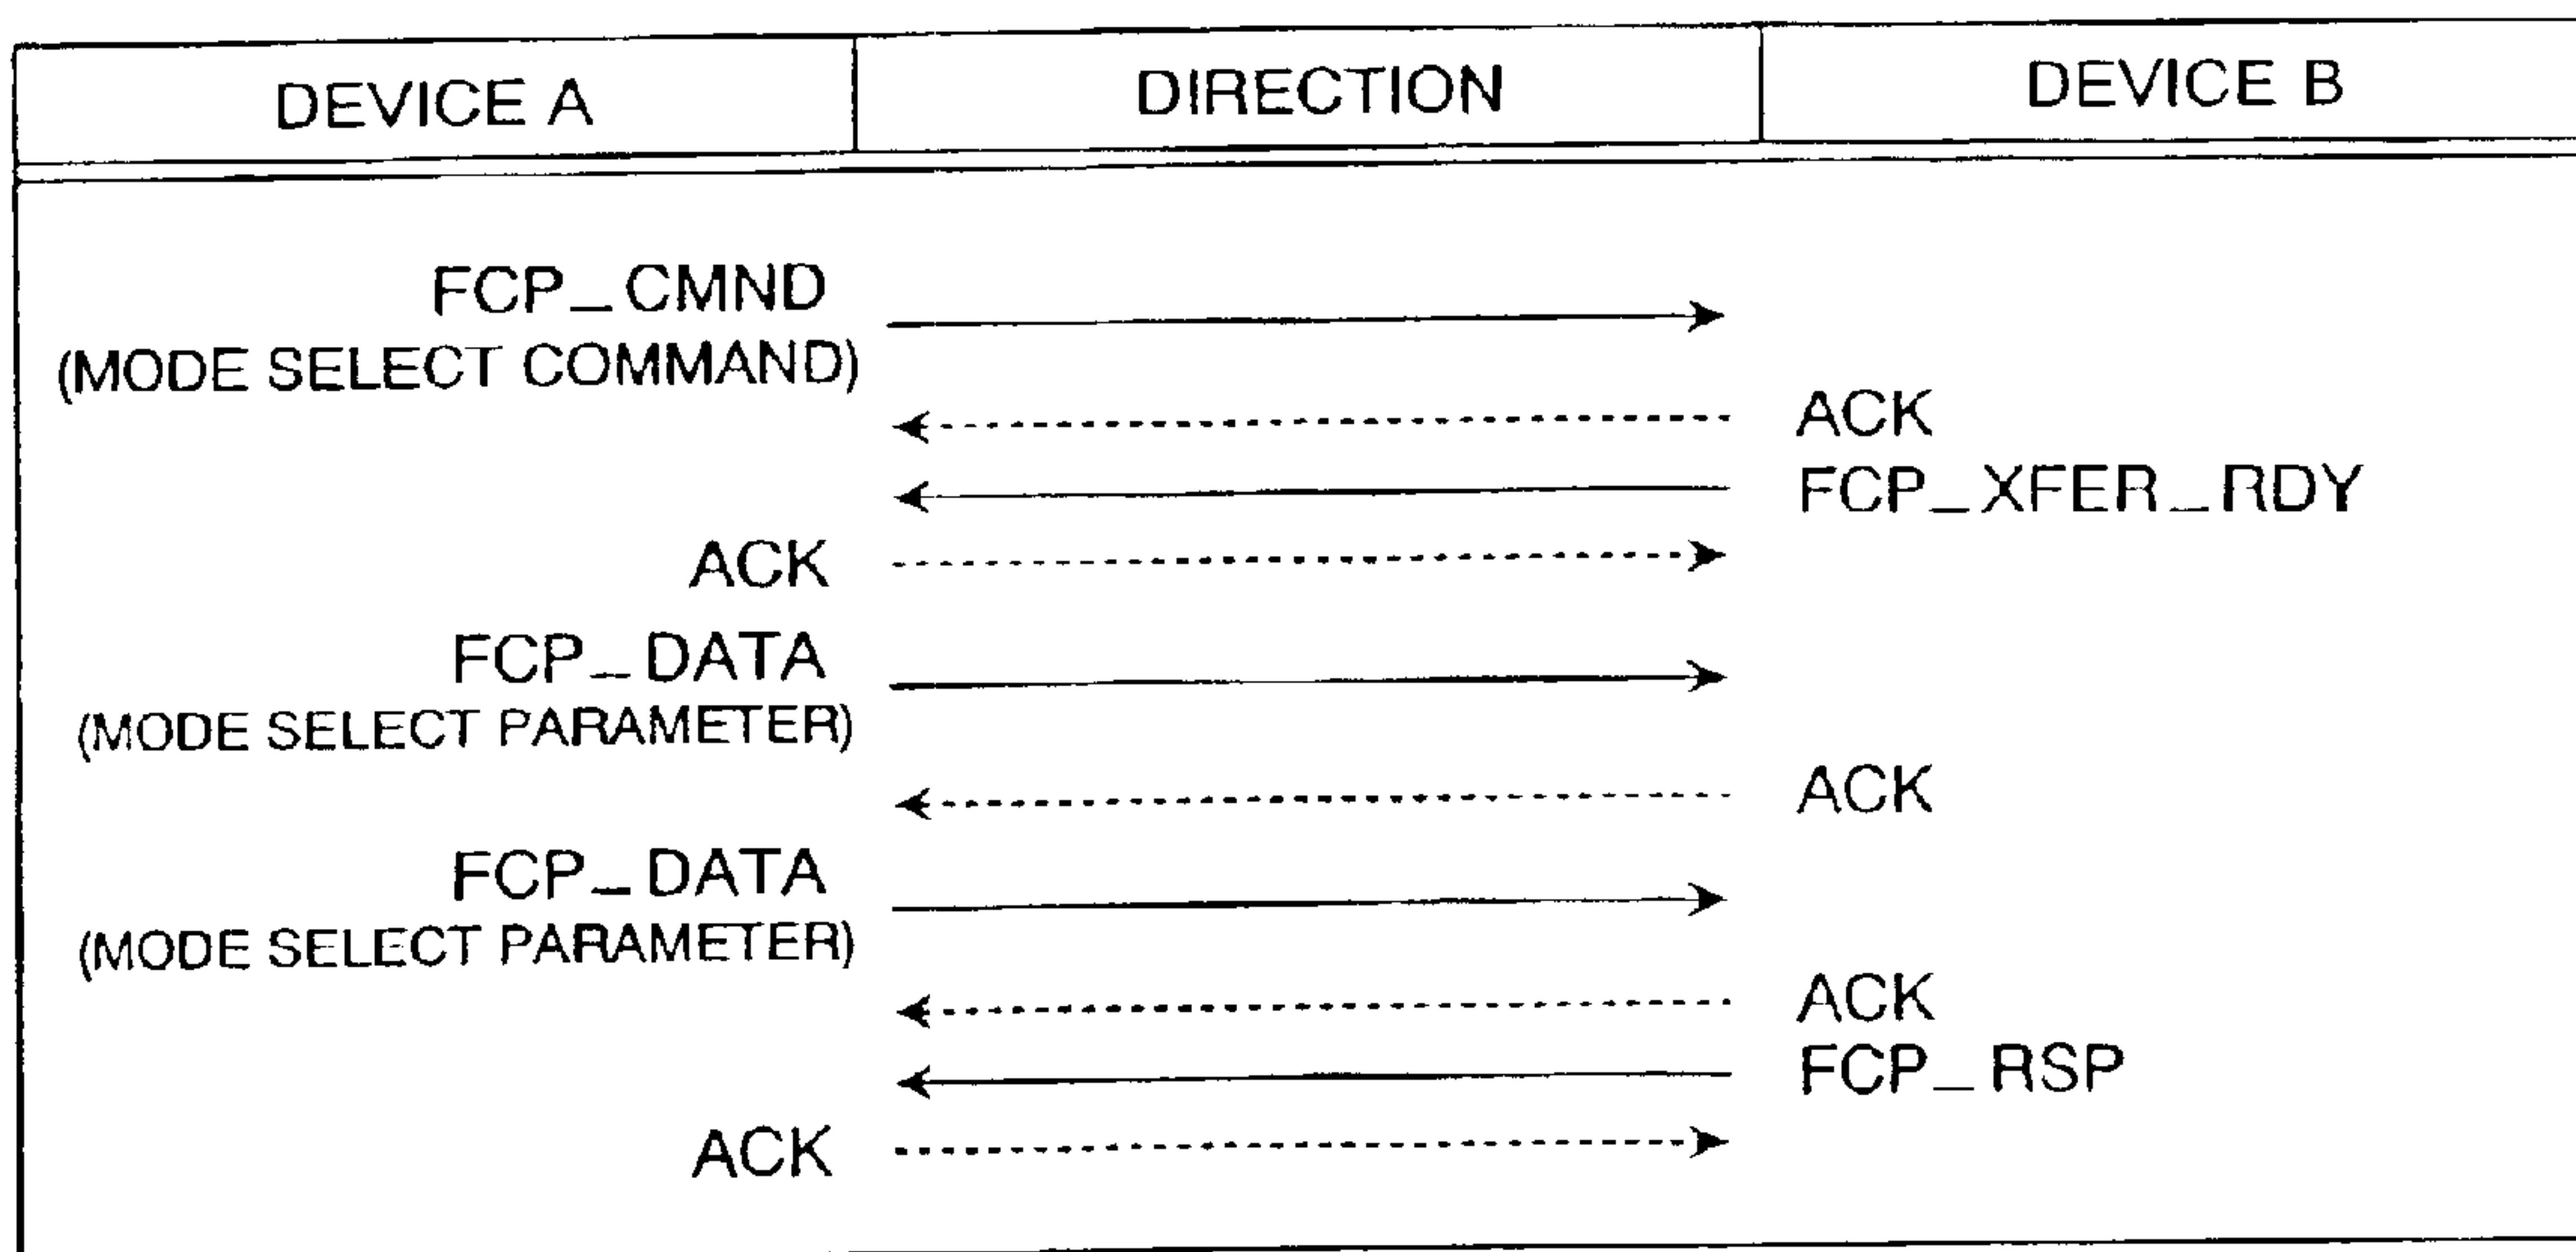 DEVICE A DIRECTION DEVICE B
FCP_CMND
(MODE SELECT COMMAND)
ACK
FCP_XFER_RDY
ACK
FCP_DATA
(MODE SELECT PARAMETER)
ACK
FCP_DATA
(MODE SELECT PARAMETER)
ACK
FCP_RSP
ACK